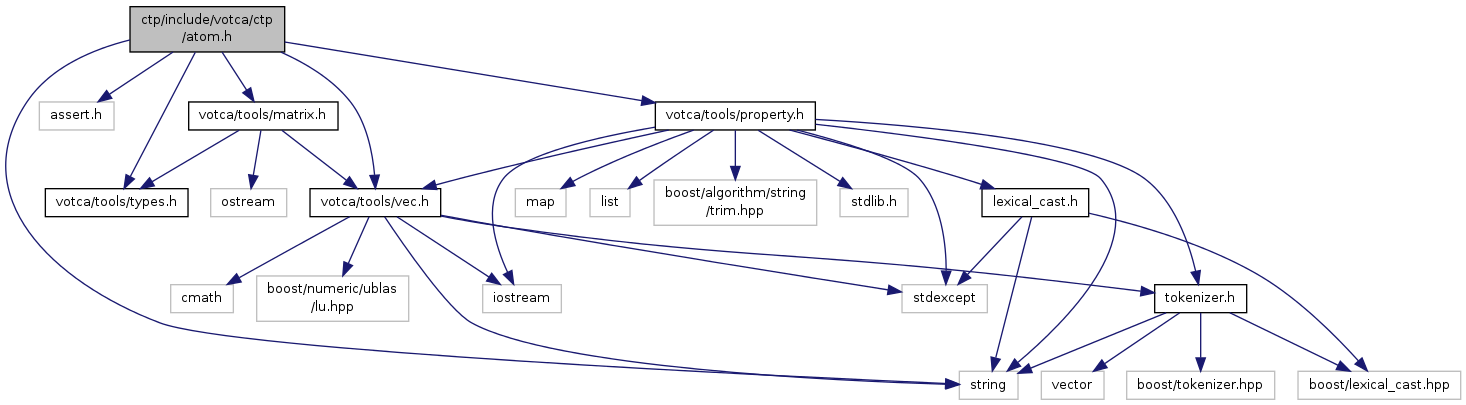 ctp/include/votca/ctp
/atom.h
assert.h
votca/tools/matrix.h
votca/tools/property.h
votca/tools/types.h
ostream
votca/tools/vec.h
map
list
boost/algorithm/string
/trim.hpp
stdlib.h
lexical_cast.h
cmath
boost/numeric/ublas
/lu.hpp
iostream
stdexcept
tokenizer.h
string
vector
boost/tokenizer.hpp
boost/lexical_cast.hpp